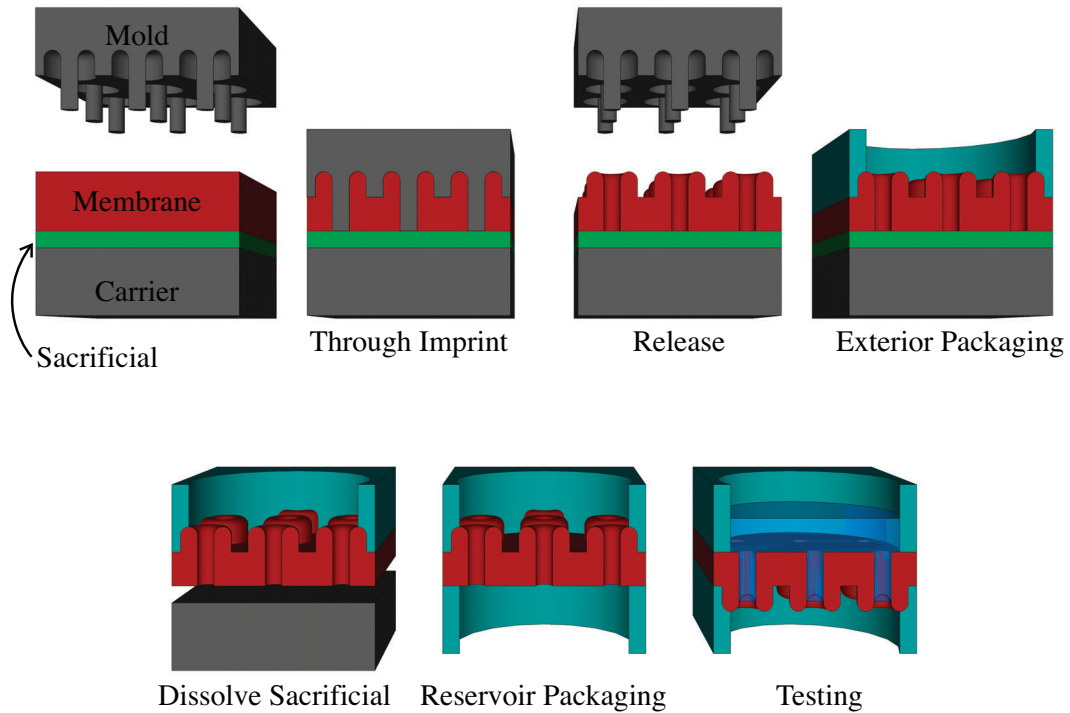 Mold
Membrane
Carrier
Sacrificial
Through Imprint
Release
Exterior Packaging
Dissolve Sacrificial
Reservoir Packaging
Testing